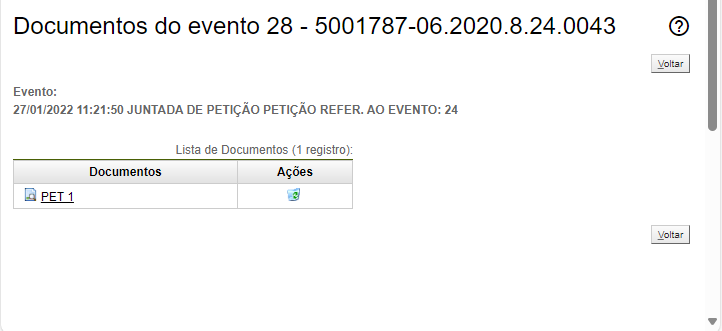 Documentos do evento 28 - 5001787-06.2020.8.24.0043
Voltar
Evento:
27/01/2022 11:21:50 JUNTADA DE PETIÇÃO PETIÇÃO REFER. AO EVENTO: 24
Lista de Documentos (1 registro):
Documentos Ações
PET 1
Voltar